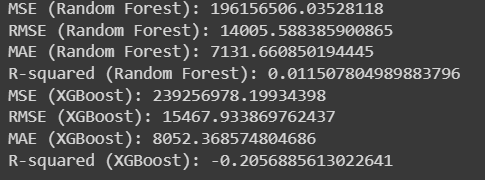 MSE (Random Forest): 196156506.03528118
RMSE (Random Forest): 14005.588385900865
MAE (Random Forest): 7131.660850194445
R-squared (Random Forest): 0.011507804989883796
MSE (XGBoost): 239256978.19934398
RMSE (XGBoost): 15467.933869762437
MAE (XGBoost): 8052.368574804686
R-squared (XGBoost): -0.2056885613022641